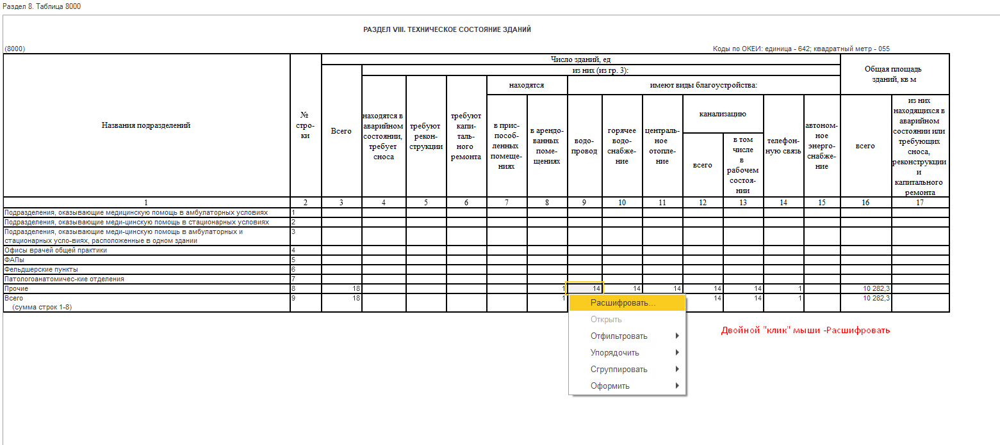 Раздел 8. Таблица 8000
РАЗДЕЛ VIII. ТЕХНИЧЕСКОЕ СОСТОЯНИЕ ЗДАНИЙ
(8000)
Коды по ОКЕИ: единица - 642; квадратный метр - 055
Названия подразделений
№
стро-
ки
Число зданий, ед
Всего
из них (из гр. 3):
находятся в
аварийном
состоянии,
требует
сноса
требуют
рекон-
струкции
требуют
капи-
таль-
ного
ремонта
находятся
в прис-
пособ-
ленных
помеще-
ниях
в арендо-
ванных
поме-
щениях
имеют виды благоустройства:
водо-
провод
горячее
водо-
снабже-
ние
централь-
ное
отопле-
ние
канализацию
всего
в том
числе
в
рабочем
состоя-
нии
телефон-
ную связь
автоном-
ное
энерго-
снабже-
ние
Общая площадь
зданий, кв м
всего
из них
находящихся в
аварийном
состоянии или
требующих
сноса,
реконструкции
и
капитального
ремонта
1 2 3 4 5 6 7 8 9 10 11 12 13 14 15 16 17
Подразделения, оказывающие медицинскую помощь в амбулаторных условиях 1
Подразделения, оказывающие меди-цинскую помощь в стационарных условиях 2
Подразделения, оказывающие меди-цинскую помощь в амбулаторных и 3
стационарных усло-виях, расположенные в одном здании
Офисы врачей общей практики 4
ФАПы 5
Фельдшерские пункты 6
Патологоанатомичес-кие отделения 7
Прочие 8 18 1 14 14 14 14 14 1 10 282,3
Всего 9 18 1 14 14 1 10 282,3
(сумма строк 1-8)
Расшифровать...
Открыть
Отфильтровать
Упорядочить
Сгруппировать
Оформить
Двойной "клик" мыши -Расшифровать